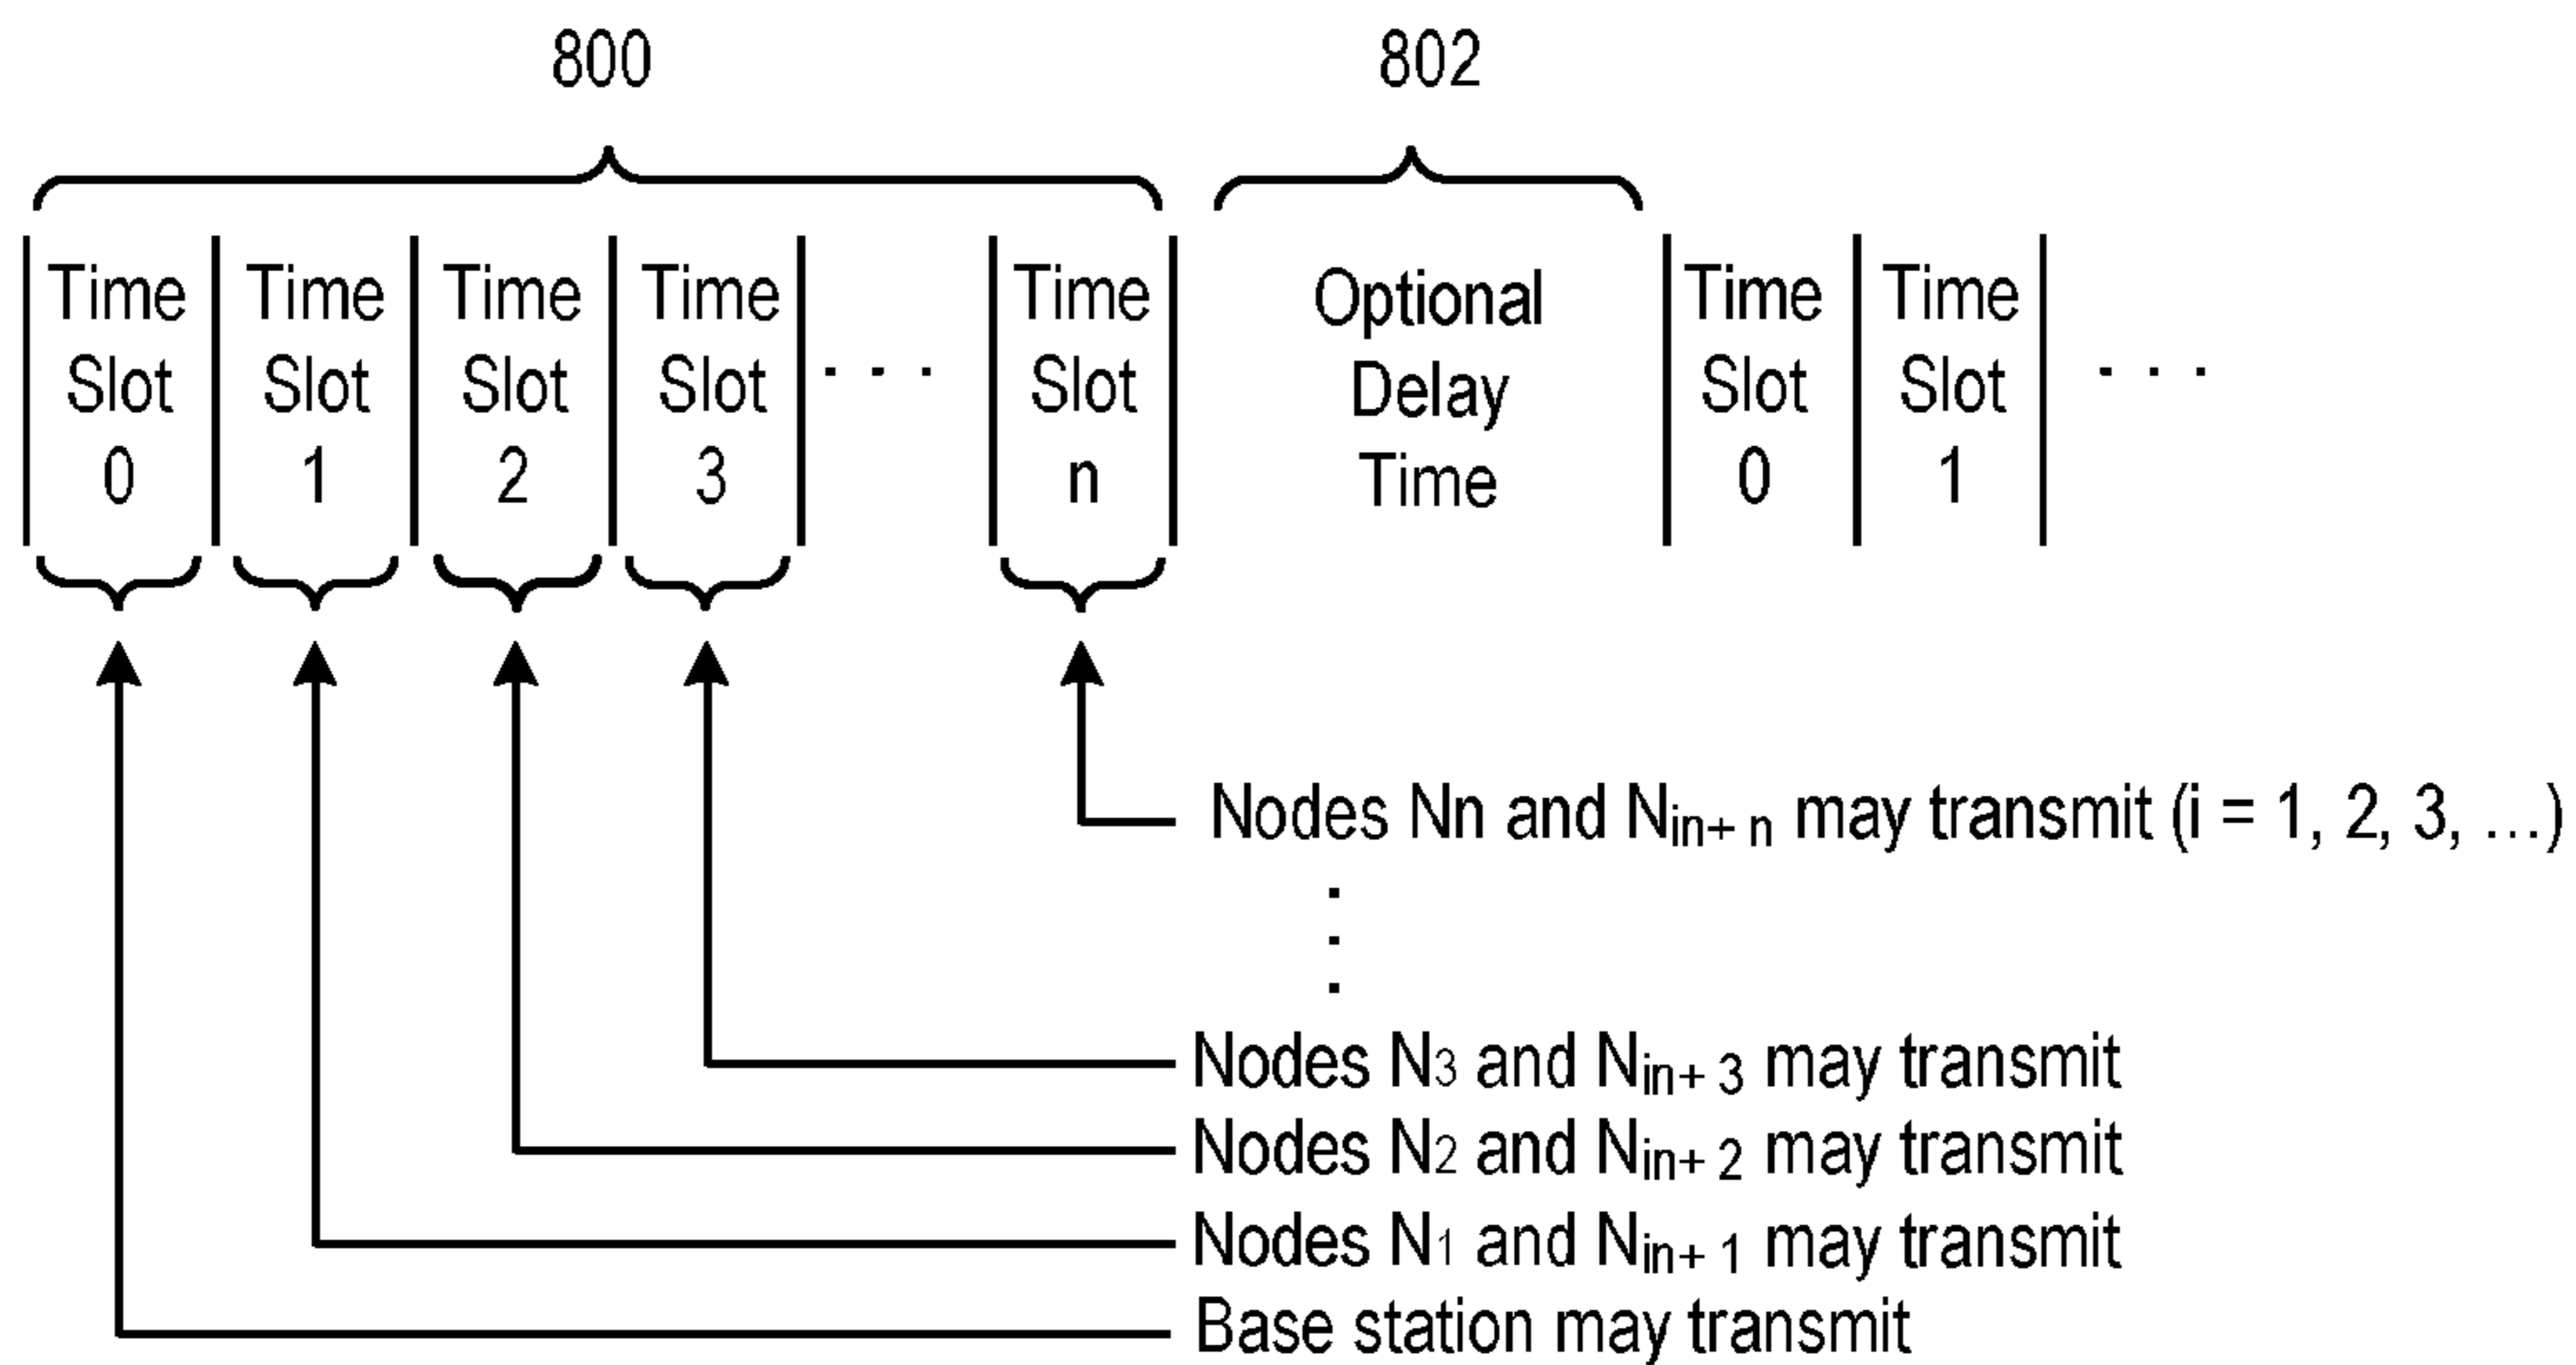 800
802
Time Slot 0
Time Slot 1
Time Slot 2
Time Slot 3
. . .
Time Slot n
Optional Delay Time
Time Slot 0
Time Slot 1
. . .
Nodes Nn and Nin+ n may transmit (i = 1, 2, 3, ...)
Nodes N3 and Nin+ 3 may transmit
Nodes N2 and Nin+ 2 may transmit
Nodes N1 and Nin+ 1 may transmit
Base station may transmit